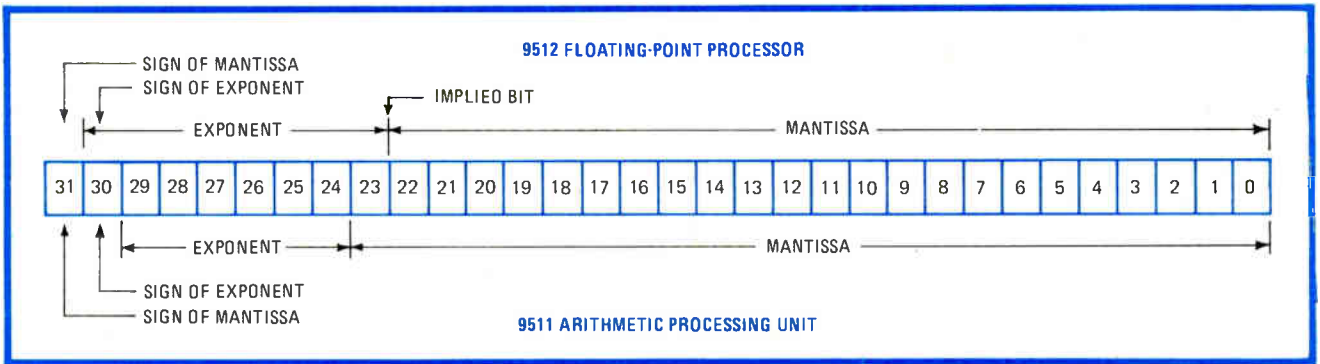 9512 FLOATING-POINT PROCESSOR
SIGN OF MANTISSA
SIGN OF EXPONENT
IMPLIEO BIT
EXPONENT
MANTISSA
31 30 29 28 27 26 25 24 23 22 21 20 19 18 17 16 15 14 13 12 11 10 9 8 7 6 5 4 3 2 1 0
EXPONENT
MANTISSA
SIGN OF EXPONENT
SIGN OF MANTISSA
9511 ARITHMETIC PROCESSING UNIT